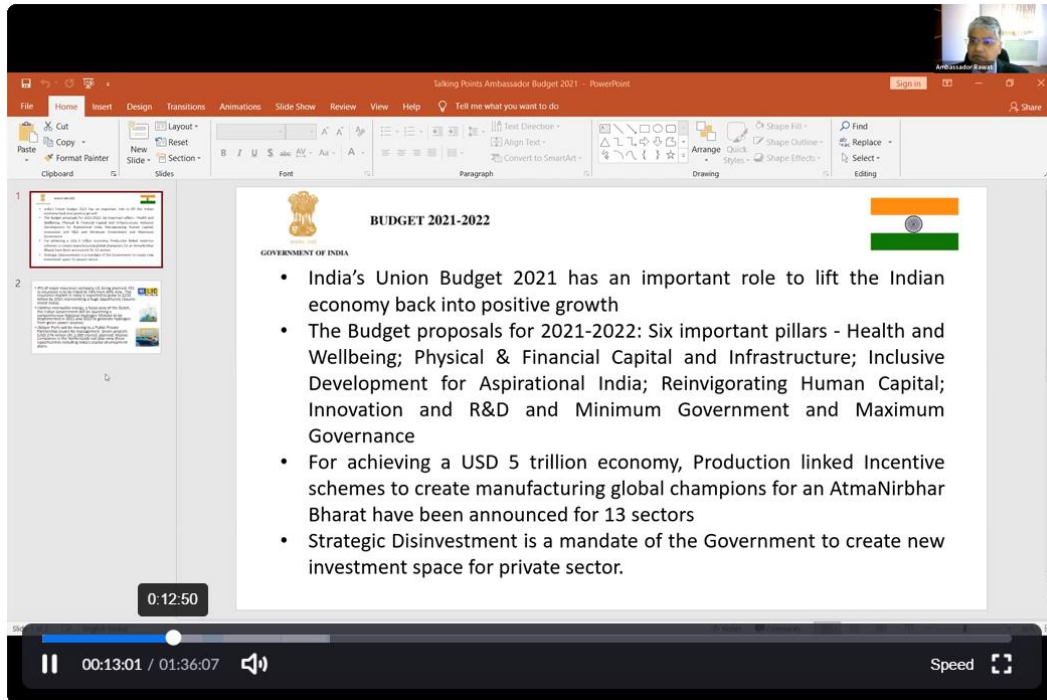 Ambassador Rawat
Talking Points Ambassador Budget 2021 - PowerPoint
Sign in
File Home Insert Design Transitions Animations Slide Show Review View Help Tell me what you want to do
Share
Cut
Copy
Format Painter
Paste
Clipboard
New
Slide
Layout
Reset
Section
Slides
B I U S abc AV Aa A
Font
Text Direction
Align Text
Convert to SmartArt
Paragraph
Arrange
Quick
Styles
Shape Fill
Shape Outline
Shape Effects
Drawing
Find
Replace
Select
Editing
1
2
BUDGET 2021-2022
GOVERNMENT OF INDIA
• India’s Union Budget 2021 has an important role to lift the Indian
economy back into positive growth
• The Budget proposals for 2021-2022: Six important pillars - Health and
Wellbeing; Physical & Financial Capital and Infrastructure; Inclusive
Development for Aspirational India; Reinvigorating Human Capital;
Innovation and R&D and Minimum Government and Maximum
Governance
• For achieving a USD 5 trillion economy, Production linked Incentive
schemes to create manufacturing global champions for an AtmaNirbhar
Bharat have been announced for 13 sectors
• Strategic Disinvestment is a mandate of the Government to create new
investment space for private sector.
0:12:50
00:13:01 / 01:36:07
Speed